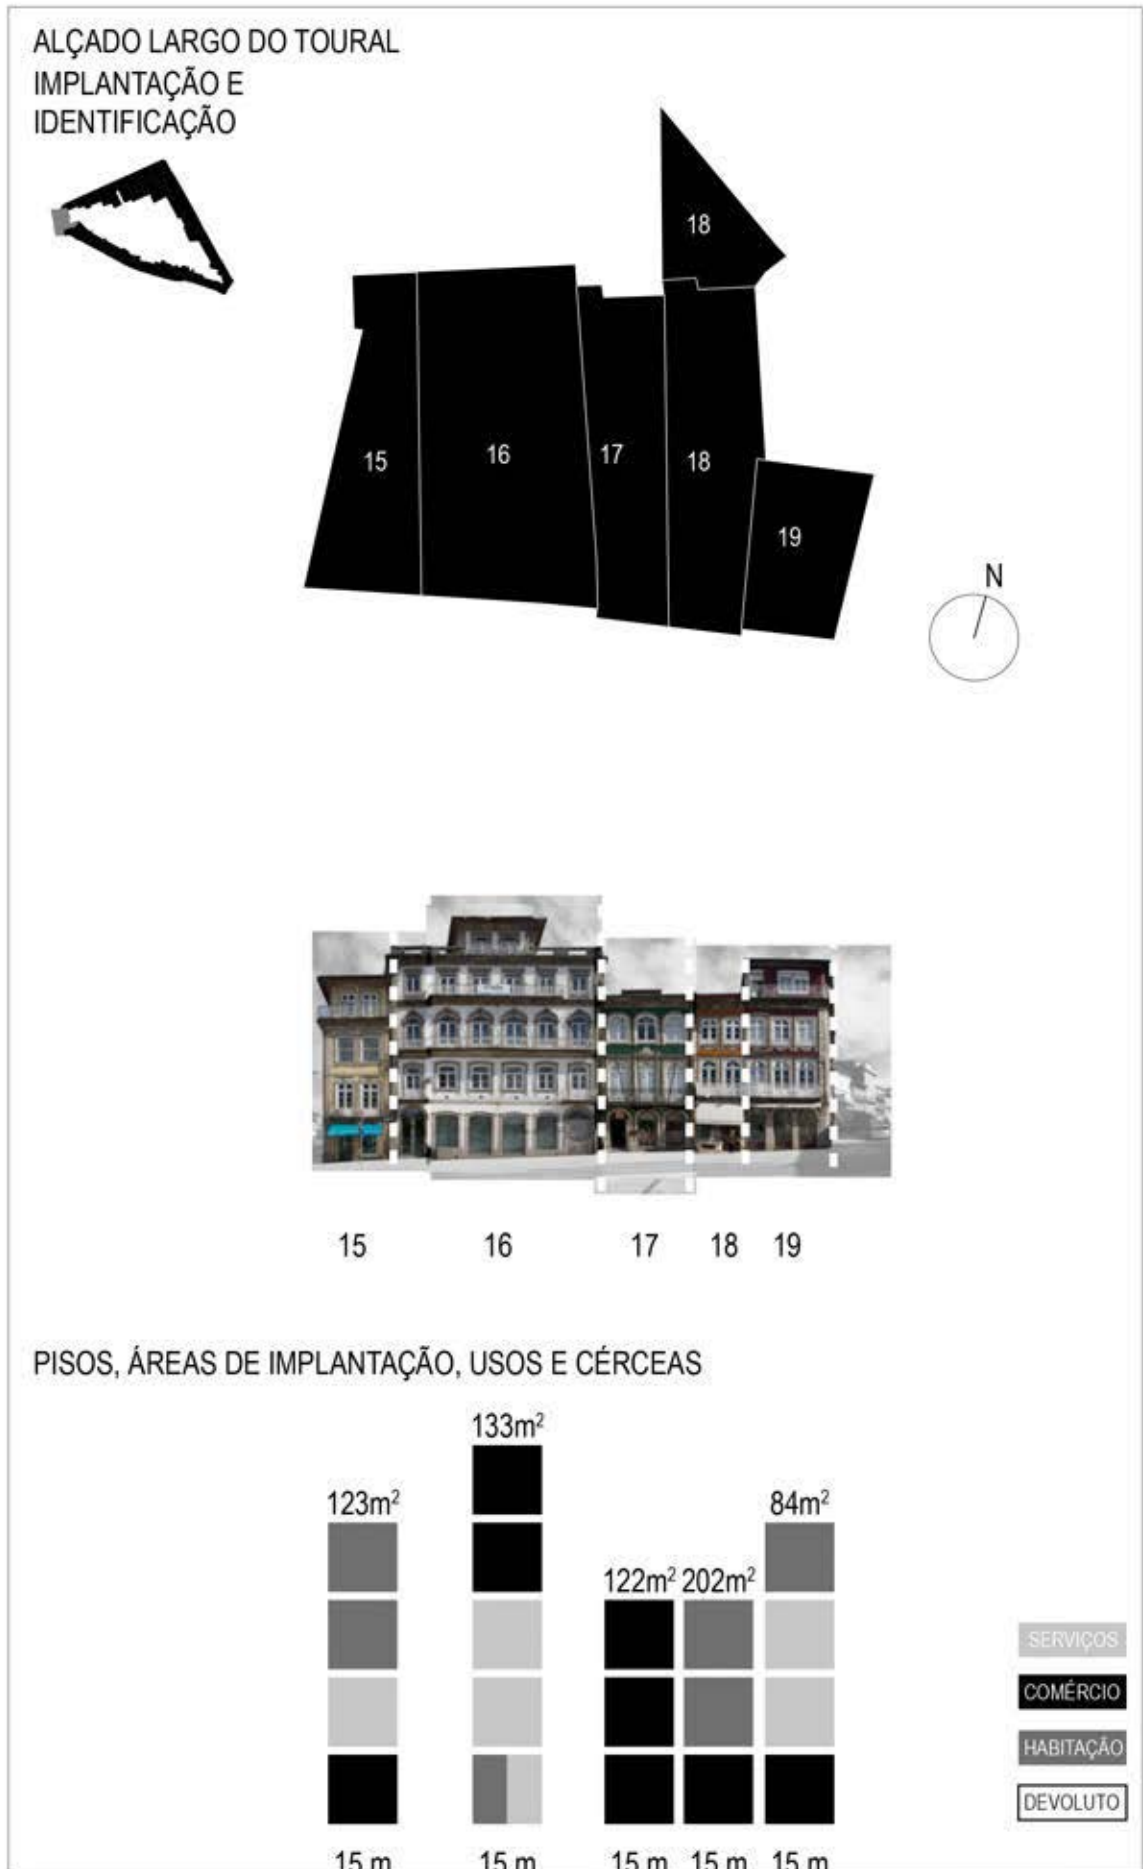 ALÇADO LARGO DO TOURAL
IMPLANTAÇÃO E
IDENTIFICAÇÃO
18
15
16
17
18
19
N
15 16 17 18 19
PISOS, ÁREAS DE IMPLANTAÇÃO, USOS E CÉRCEAS
133m²
123m²
84m²
122m² 202m²
SERVIÇOS
COMÉRCIO
HABITAÇÃO
DEVOLUTO
15 m 15 m 15 m 15 m 15 m